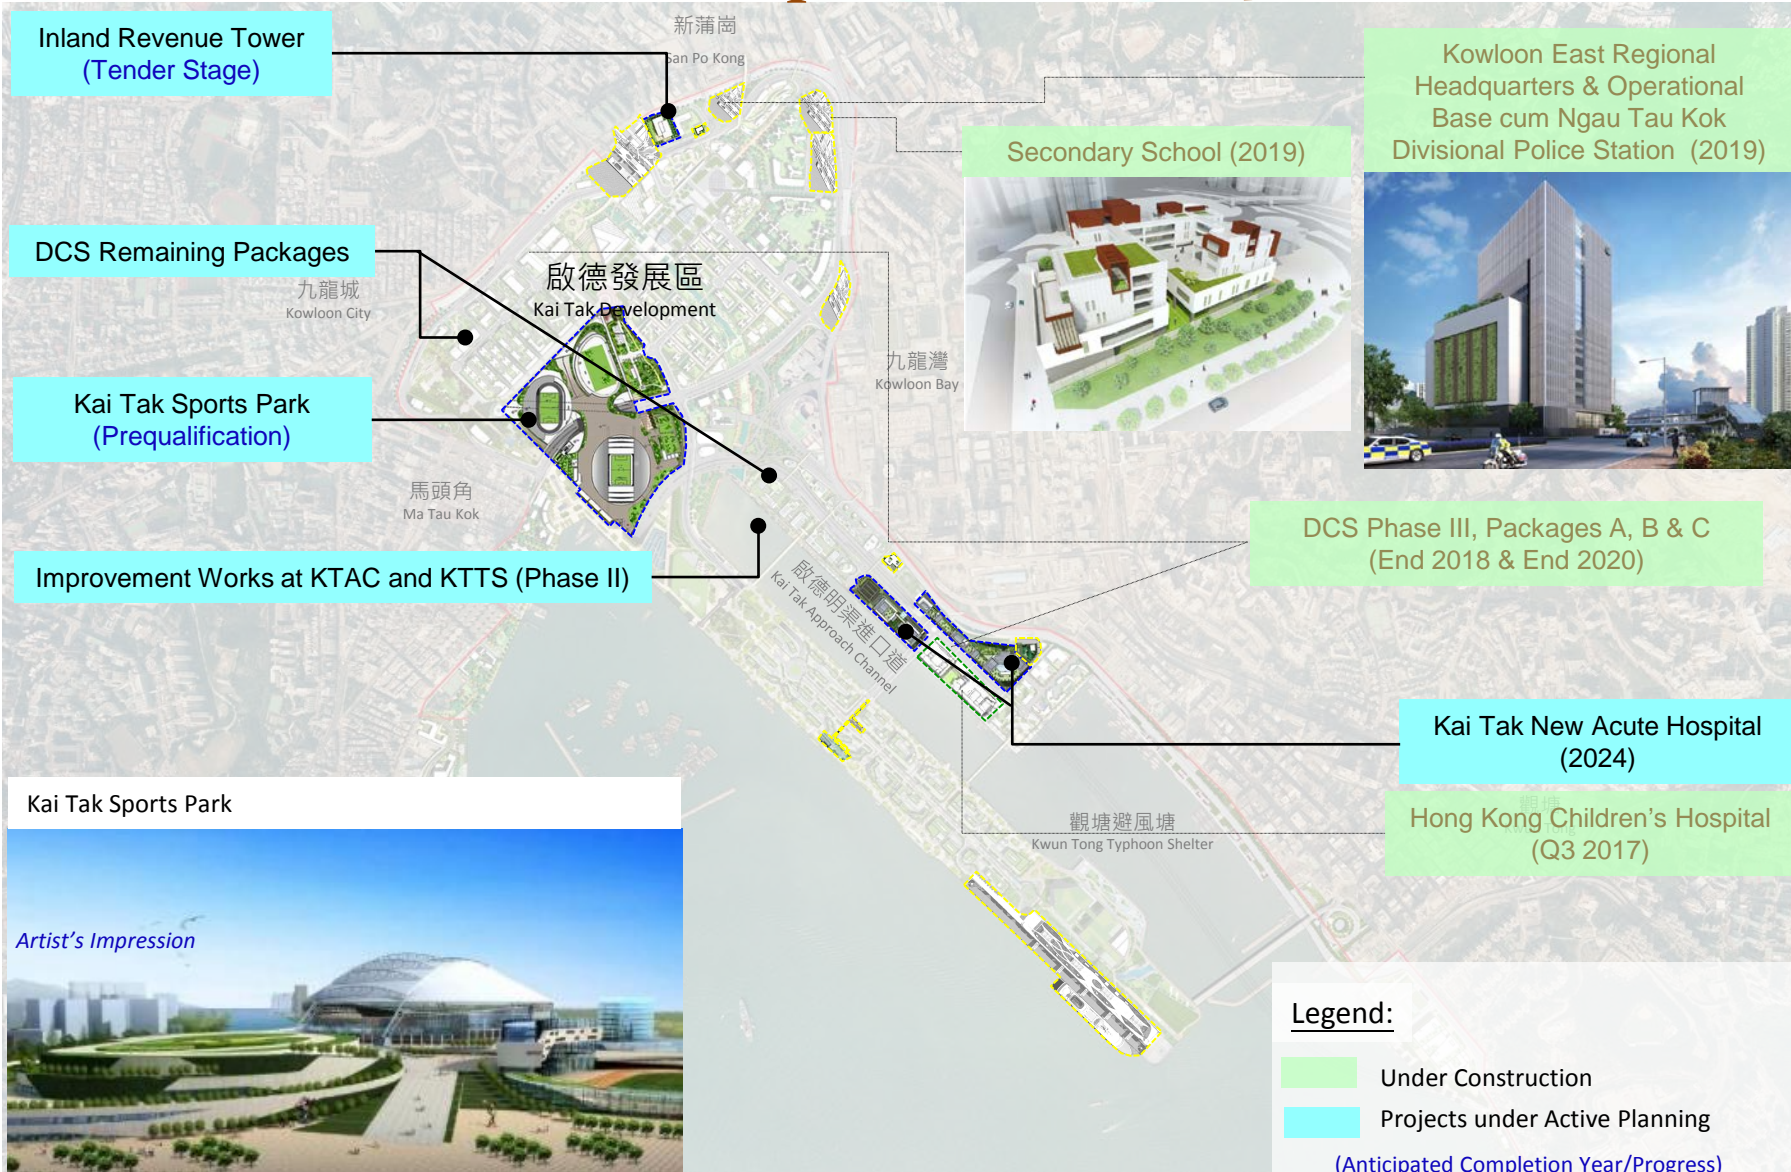 Inland Revenue Tower
(Tender Stage)
新蒲崗
San Po Kong
Kowloon East Regional
Headquarters & Operational
Base cum Ngau Tau Kok
Divisional Police Station (2019)
Secondary School (2019)
DCS Remaining Packages
九龍城
Kowloon City
啟德發展區
Kai Tak Development
九龍灣
Kowloon Bay
Kai Tak Sports Park
(Prequalification)
馬頭角
Ma Tau Kok
DCS Phase III, Packages A, B & C
(End 2018 & End 2020)
Improvement Works at KTAC and KTTS (Phase II)
啟德明渠進口道
Kai Tak Approach Channel
Kai Tak New Acute Hospital
(2024)
觀塘
Kwun Tong
Hong Kong Children's Hospital
(Q3 2017)
觀塘避風塘
Kwun Tong Typhoon Shelter
Kai Tak Sports Park
Artist's Impression
Legend:
Under Construction
Projects under Active Planning
(Anticipated Completion Year/Progress)